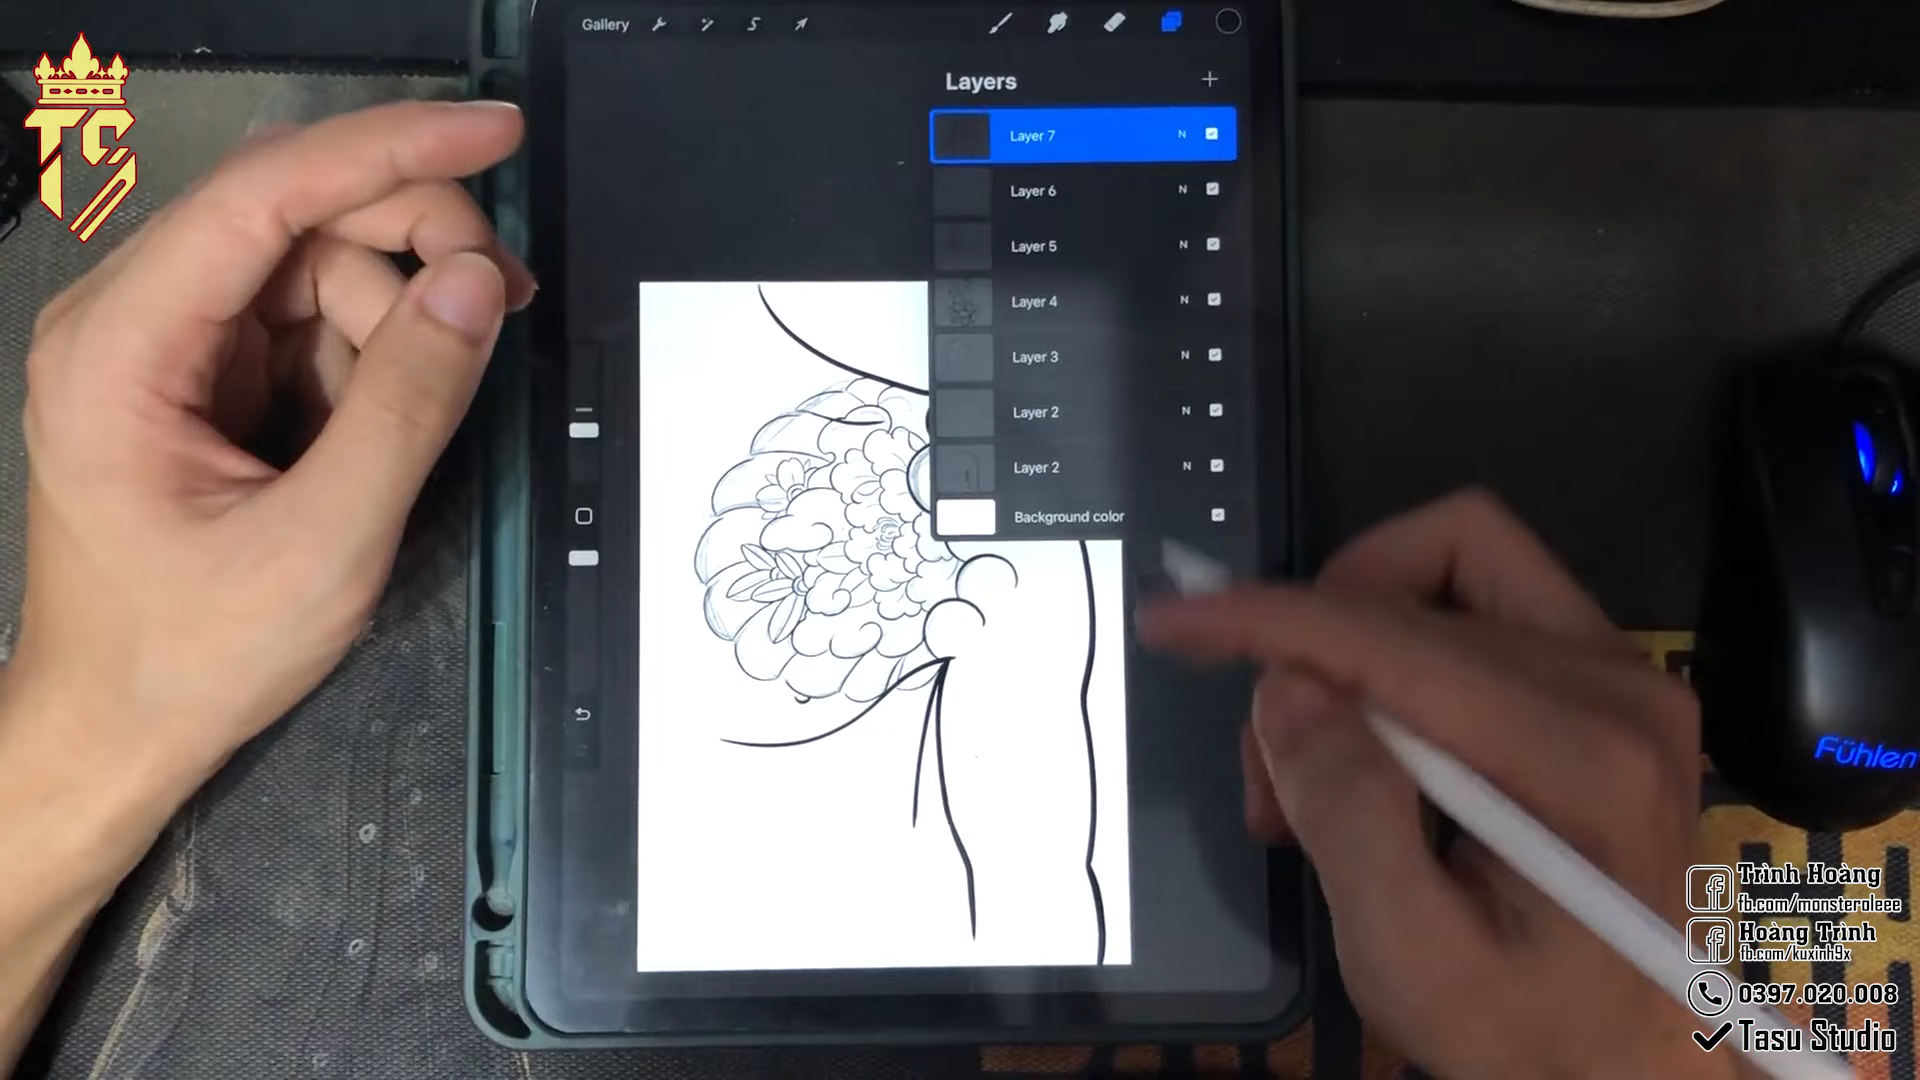 Gallery
Layers
Layer 7 N
Layer 6 N
Layer 5 N
Layer 4 N
Layer 3 N
Layer 2 N
Layer 2 N
Background color
TS
Fühlen
Trình Hoàng
fb.com/monsteroleee
Hoàng Trình
fb.com/kuxinh9x
0397.020.008
Tasu Studio